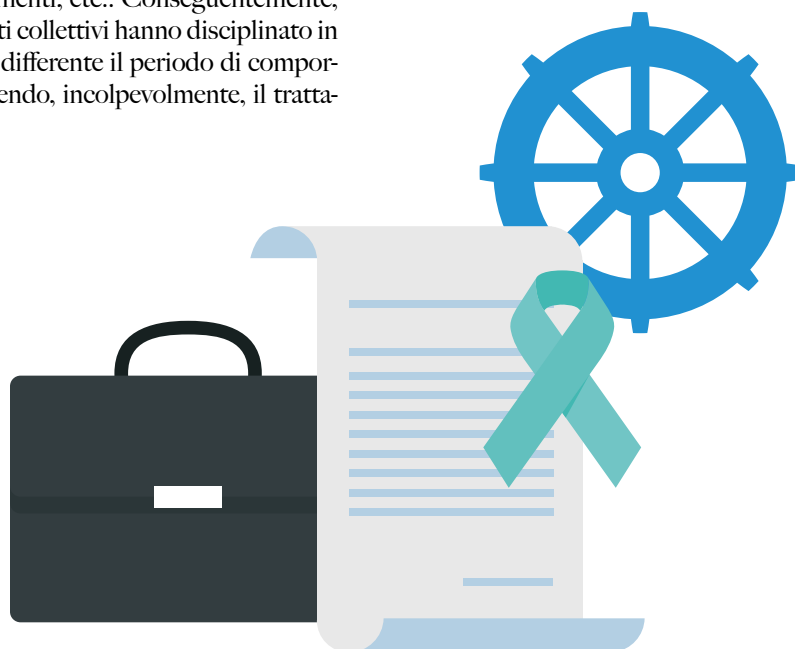 menti, etc.. Conseguentemente,
ti collettivi hanno disciplinato in
differente il periodo di compor-
endo, incolpevolmente, il tratta-